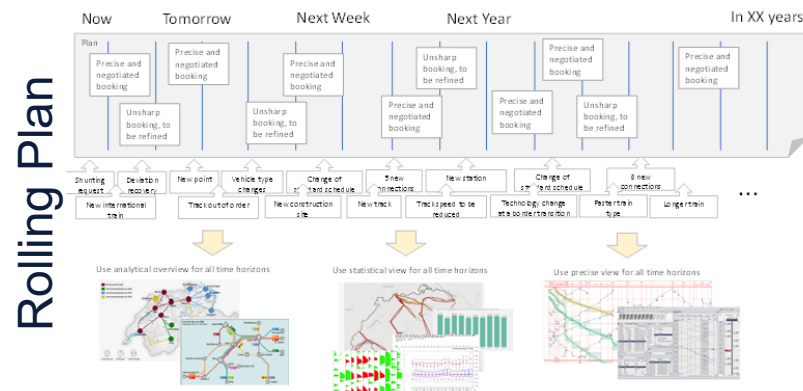 Now
Tomorrow
Next Week
Next Year
In XX years
Rolling Plan
Plan
Precise and
negotiated
booking
Unsharp
booking, to
be refined
Precise and
negotiated
booking
Unsharp
booking, to
be refined
Precise and
negotiated
booking
Precise and
negotiated
booking
Unsharp
booking, to
be refined
Precise and
negotiated
booking
Precise and
negotiated
booking
Unsharp
booking, to
be refined
Precise and
negotiated
booking
Shunting
request
Deviation
recovery
New point
Vehicle type
changes
Change of
standard schedule
5 new
connections
New station
Change of
standard schedule
8 new
connections
...
New international
train
Track out of order
New construction
site
New track
Track speed to be
reduced
Technology change
at a border transition
Faster train
type
Longer train
Use analytical overview for all time horizons
Use statistical view for all time horizons
Use precise view for all time horizons